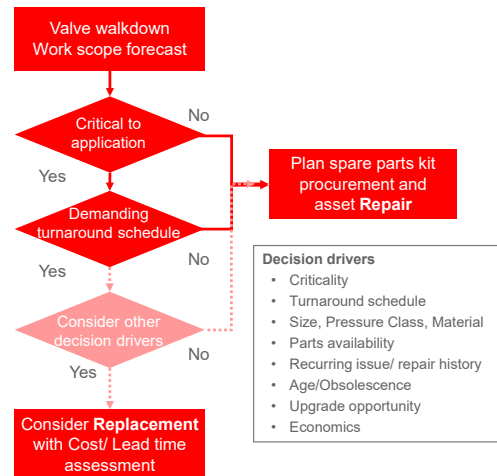 Valve walkdown
Work scope forecast
No
Critical to
application
Yes
Plan spare parts kit
procurement and
asset Repair
Demanding
turnaround schedule
Yes
No
Consider other
decision drivers
No
Yes
Consider Replacement
with Cost/ Lead time
assessment
Decision drivers
• Criticality
• Turnaround schedule
• Size, Pressure Class, Material
• Parts availability
• Recurring issue/ repair history
• Age/Obsolescence
• Upgrade opportunity
• Economics